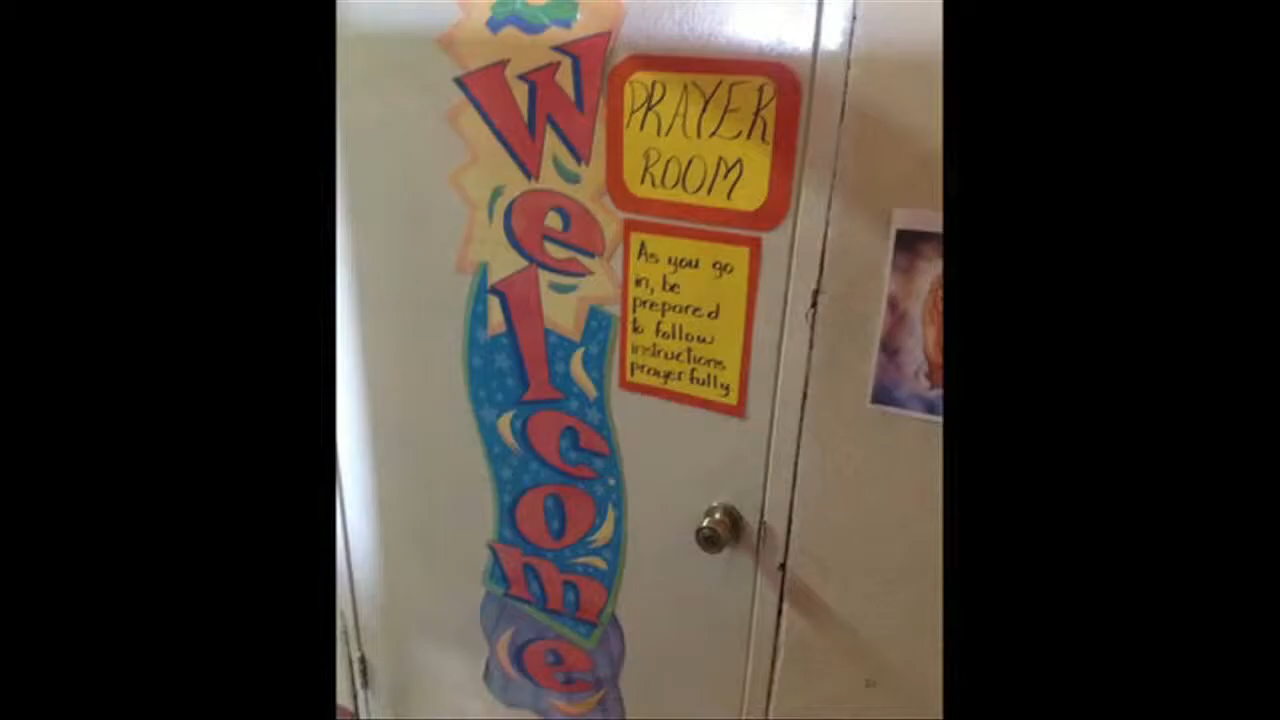 Welcome
PRAYER
ROOM
As you go
in, be
prepared
to follow
instructions
prayerfully.